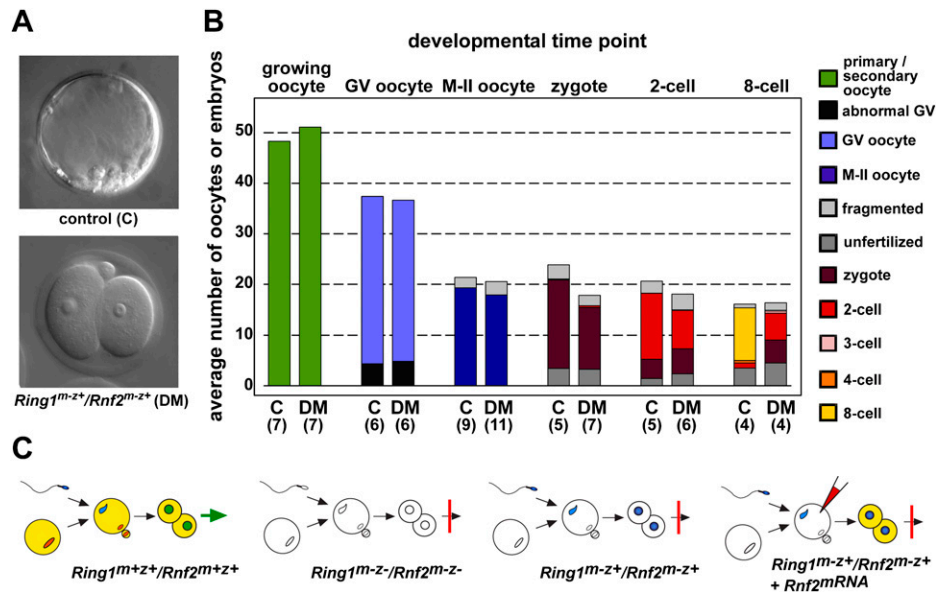 A
control (C)
Ring1m-z+/Rnf2m-z+ (DM)
B
developmental time point
growing
oocyte
GV oocyte
M-II oocyte
zygote
2-cell
8-cell
average number of oocytes or embryos
50
40
30
20
10
0
C
DM
C
DM
C
DM
C
DM
C
DM
C
DM
(7)
(7)
(6)
(6)
(9)
(11)
(5)
(7)
(5)
(6)
(4)
(4)
primary /
secondary
oocyte
abnormal GV
GV oocyte
M-II oocyte
fragmented
unfertilized
zygote
2-cell
3-cell
4-cell
8-cell
C
Ring1m+z+/Rnf2m+z+
Ring1m-z-/Rnf2m-z-
Ring1m-z+/Rnf2m-z+
Ring1m-z+/Rnf2m-z+
+ Rnf2mRNA